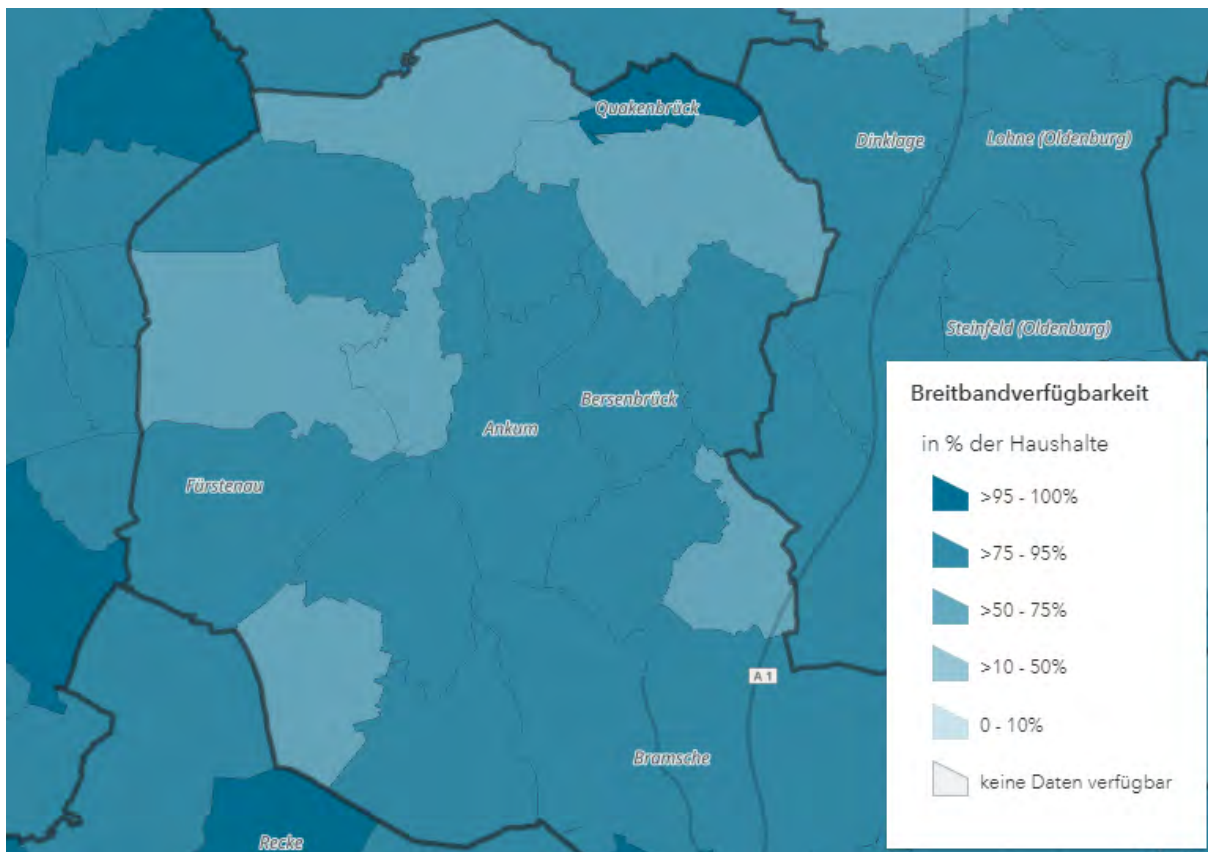 Quakenbrück
Dinklage
Lohne (Oldenburg)
Steinfeld (Oldenburg)
Bersenbrück
Ankum
Fürstenau
A 1
Bramsche
Recke
Breitbandverfügbarkeit
in % der Haushalte
>95 - 100%
>75 - 95%
>50 - 75%
>10 - 50%
0 - 10%
keine Daten verfügbar